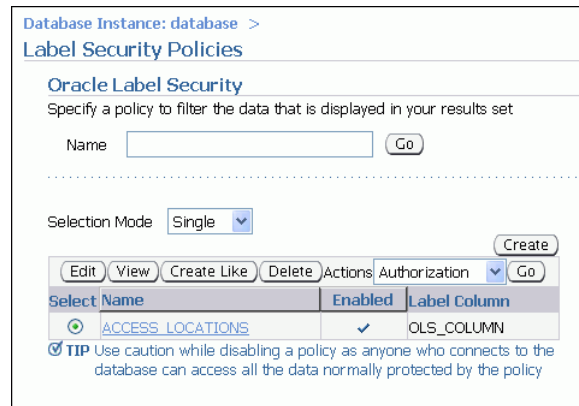 Database Instance: database >
Label Security Policies
Oracle Label Security
Specify a policy to filter the data that is displayed in your results set
Name Go
Selection Mode Single
Create
Edit View Create Like Delete Actions Authorization Go
Select Name Enabled Label Column
ACCESS_LOCATIONS OLS_COLUMN
TIP Use caution while disabling a policy as anyone who connects to the
database can access all the data normally protected by the policy